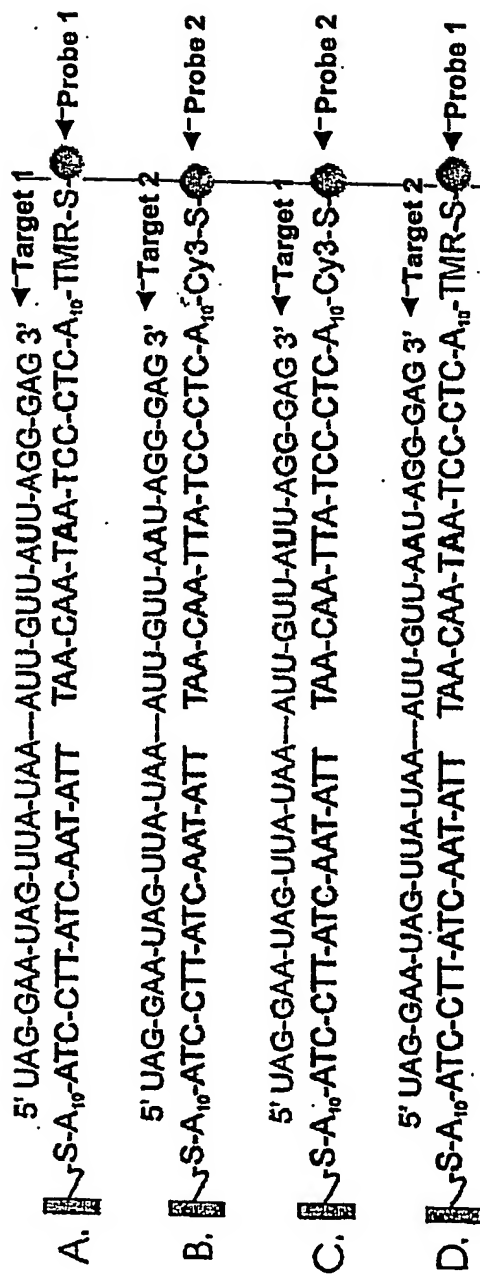 5' UAG-GAA-UAG-UUA-UAA—AUU-GUU-AUU-AGG-GAG 3' Target 1
A. S-A10-ATC-CTT-ATC-AAT-ATT TAA-CAA-TAA-TCC-CTC-A10-TMR-S Probe 1
5' UAG-GAA-UAG-UUA-UAA—AUU-GUU-AAU-AGG-GAG 3' Target 2
B. S-A10-ATC-CTT-ATC-AAT-ATT TAA-CAA-TTA-TCC-CTC-A10-Cy3-S Probe 2
5' UAG-GAA-UAG-UUA-UAA—AUU-GUU-AUU-AGG-GAG 3' Target 1
C. S-A10-ATC-CTT-ATC-AAT-ATT TAA-CAA-TTA-TCC-CTC-A10-Cy3-S Probe 2
5' UAG-GAA-UAG-UUA-UAA—AUU-GUU-AAU-AGG-GAG 3' Target 2
D. S-A10-ATC-CTT-ATC-AAT-ATT TAA-CAA-TAA-TCC-CTC-A10-TMR-S Probe 1